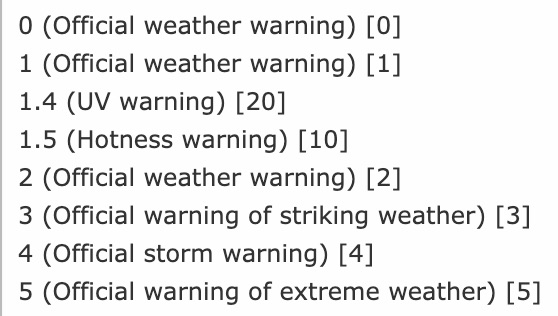 0 (Official weather warning) [0]
1 (Official weather warning) [1]
1.4 (UV warning) [20]
1.5 (Hotness warning) [10]
2 (Official weather warning) [2]
3 (Official warning of striking weather) [3]
4 (Official storm warning) [4]
5 (Official warning of extreme weather) [5]